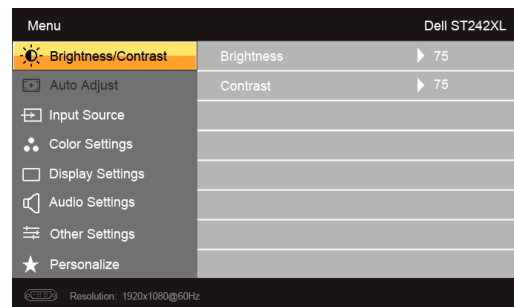 Menu Dell ST242XL
Brightness/Contrast Brightness 75
Auto Adjust Contrast 75
Input Source
Color Settings
Display Settings
Audio Settings
Other Settings
Personalize
Resolution: 1920x1080@60Hz